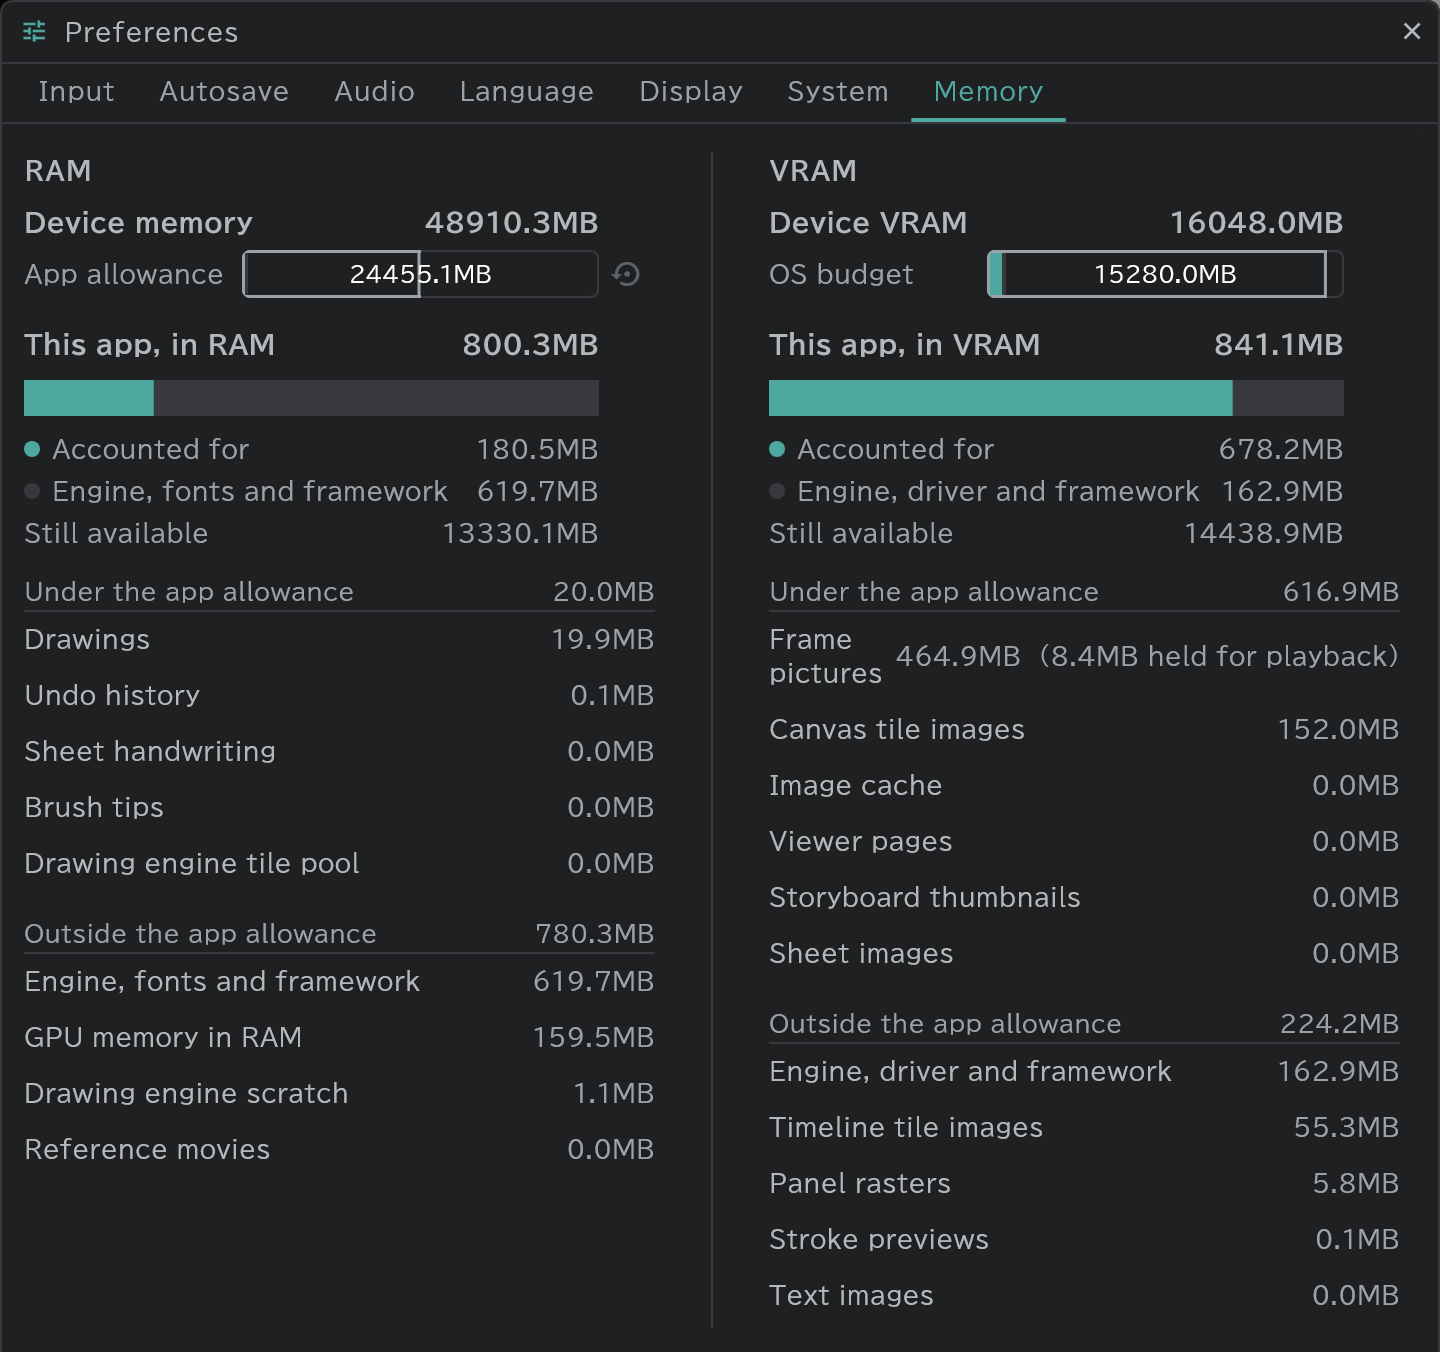 Preferences
Input Autosave Audio Language Display System Memory
RAM
Device memory 48910.3MB
App allowance 24455.1MB
This app, in RAM 800.3MB
Accounted for 180.5MB
Engine, fonts and framework 619.7MB
Still available 13330.1MB
Under the app allowance 20.0MB
Drawings 19.9MB
Undo history 0.1MB
Sheet handwriting 0.0MB
Brush tips 0.0MB
Drawing engine tile pool 0.0MB
Outside the app allowance 780.3MB
Engine, fonts and framework 619.7MB
GPU memory in RAM 159.5MB
Drawing engine scratch 1.1MB
Reference movies 0.0MB
VRAM
Device VRAM 16048.0MB
OS budget 15280.0MB
This app, in VRAM 841.1MB
Accounted for 678.2MB
Engine, driver and framework 162.9MB
Still available 14438.9MB
Under the app allowance 616.9MB
Frame
pictures 464.9MB (8.4MB held for playback)
Canvas tile images 152.0MB
Image cache 0.0MB
Viewer pages 0.0MB
Storyboard thumbnails 0.0MB
Sheet images 0.0MB
Outside the app allowance 224.2MB
Engine, driver and framework 162.9MB
Timeline tile images 55.3MB
Panel rasters 5.8MB
Stroke previews 0.1MB
Text images 0.0MB